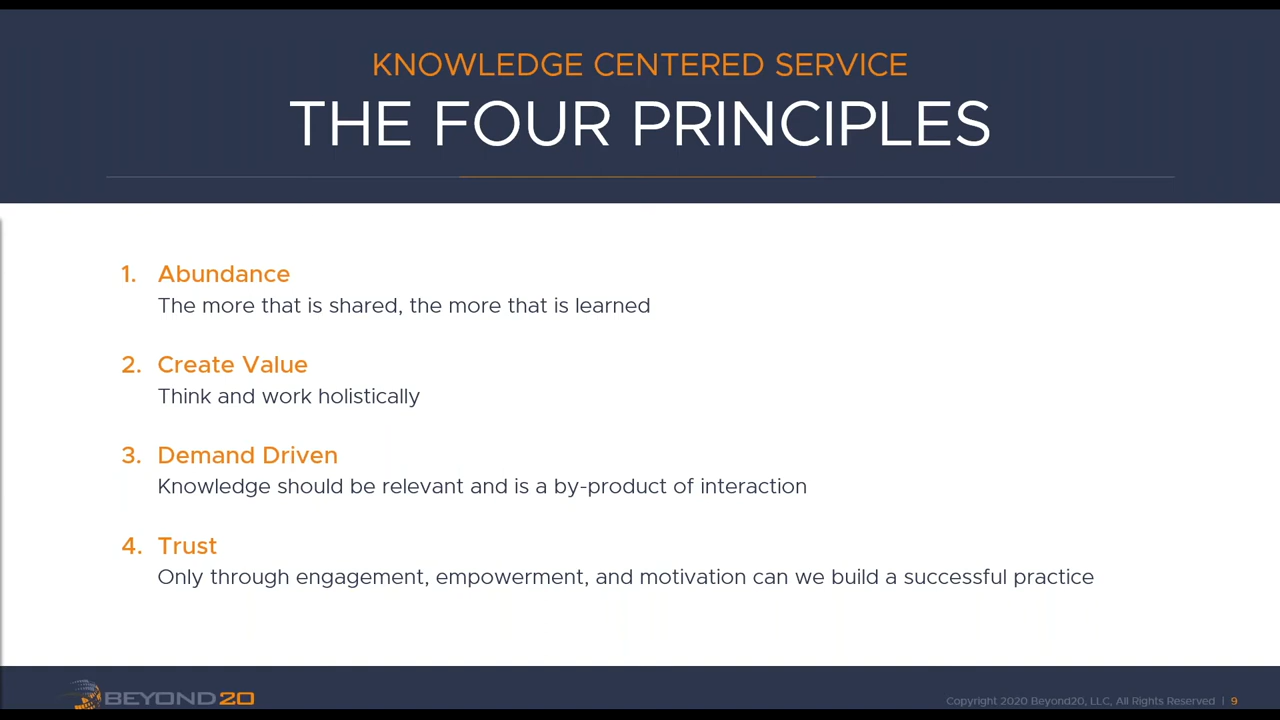 KNOWLEDGE CENTERED SERVICE
THE FOUR PRINCIPLES
1. Abundance
The more that is shared, the more that is learned
2. Create Value
Think and work holistically
3. Demand Driven
Knowledge should be relevant and is a by-product of interaction
4. Trust
Only through engagement, empowerment, and motivation can we build a successful practice
BEYOND20
Copyright 2020 Beyond20, LLC, All Rights Reserved | 9